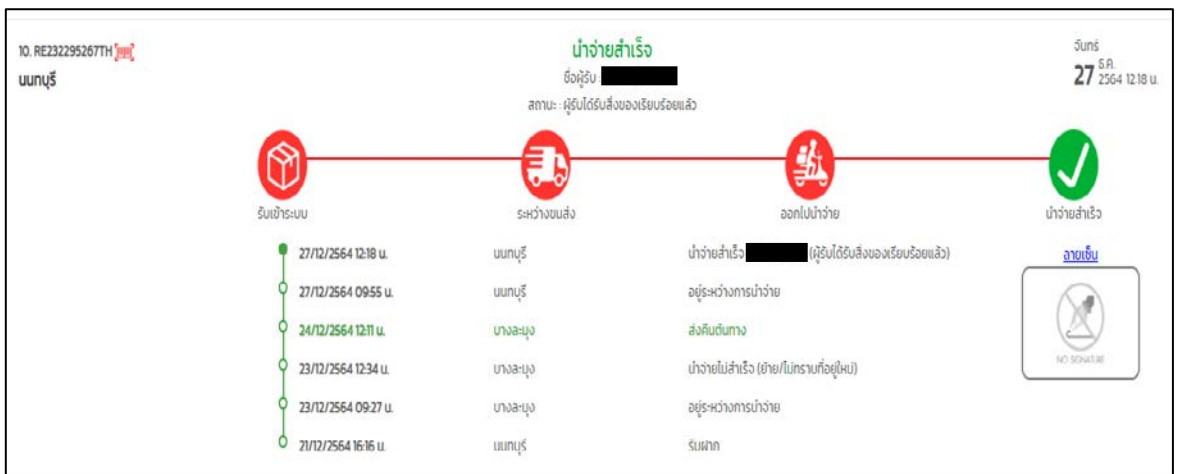 10. RE232295267TH
นนทบุรี
นำจ่ายสำเร็จ
ชื่อผู้รับ :
สถานะ : ผู้รับได้รับสิ่งของเรียบร้อยแล้ว
จันทร์
27 ธ.ค. 2564 12:18 น.
รับเข้าระบบ ระหว่างขนส่ง ออกไปนำจ่าย นำจ่ายสำเร็จ
27/12/2564 12:18 น. นนทบุรี นำจ่ายสำเร็จ (ผู้รับได้รับสิ่งของเรียบร้อยแล้ว) ลายเซ็น
27/12/2564 09:55 น. นนทบุรี อยู่ระหว่างการนำจ่าย
24/12/2564 12:11 น. บางละมุง ส่งคืนต้นทาง
23/12/2564 12:34 น. บางละมุง นำจ่ายไม่สำเร็จ (ย้าย/ไม่ทราบที่อยู่ใหม่)
NO SIGNATURE
23/12/2564 09:27 น. บางละมุง อยู่ระหว่างการนำจ่าย
21/12/2564 16:16 น. นนทบุรี รับฝาก